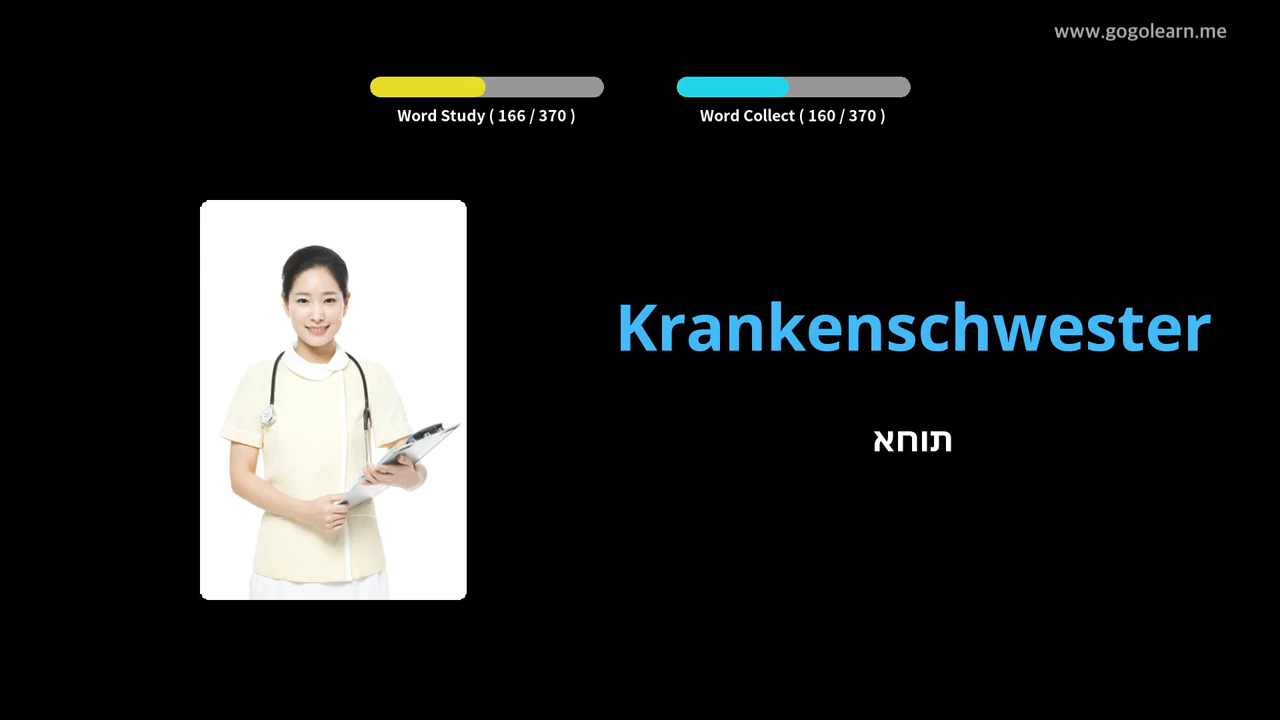 www.gogolearn.me
Word Study ( 166 / 370 )
Word Collect ( 160 / 370 )
Krankenschwester
תוחא